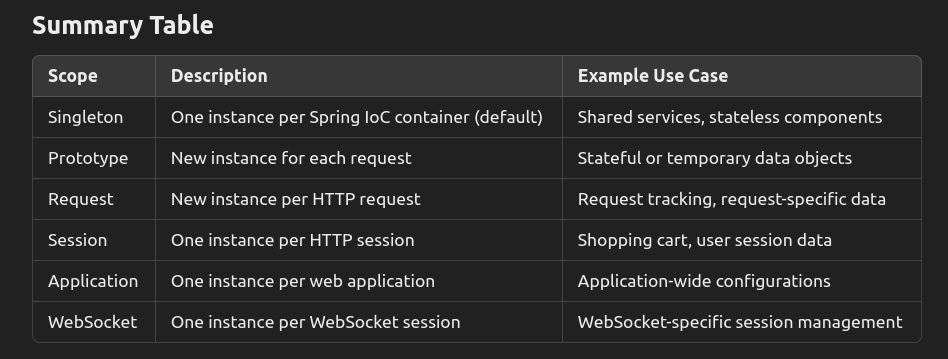 Summary Table
Scope Description Example Use Case
Singleton One instance per Spring IoC container (default) Shared services, stateless components
Prototype New instance for each request Stateful or temporary data objects
Request New instance per HTTP request Request tracking, request-specific data
Session One instance per HTTP session Shopping cart, user session data
Application One instance per web application Application-wide configurations
WebSocket One instance per WebSocket session WebSocket-specific session management